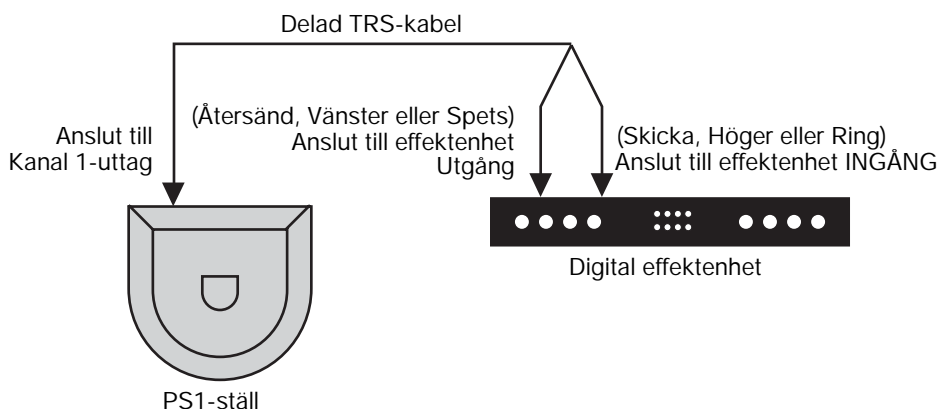 Delad TRS-kabel
(Återsänd, Vänster eller Spets)
Anslut till effektenhet
Utgång
Anslut till
Kanal 1-uttag
(Skicka, Höger eller Ring)
Anslut till effektenhet INGÅNG
Digital effektenhet
PS1-ställ